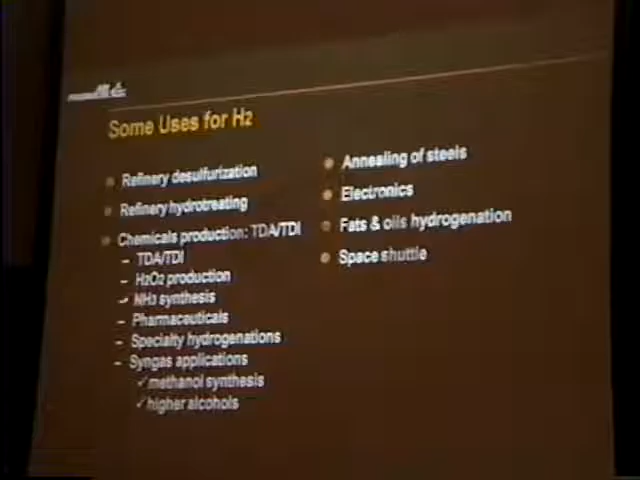 Some Uses for H2
Refinery desulfurization
Refinery hydrotreating
Chemicals production: TDA/TDI
– TDA/TDI
– H2O2 production
– NH3 synthesis
– Pharmaceuticals
– Specialty hydrogenations
– Syngas applications
✓methanol synthesis
✓higher alcohols
Annealing of steels
Electronics
Fats & oils hydrogenation
Space shuttle